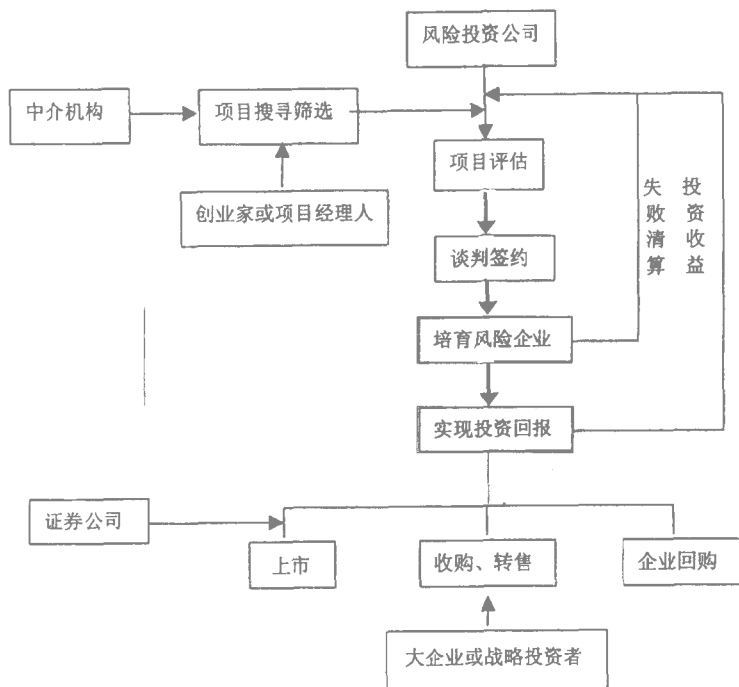 风险投资公司
中介机构
项目搜寻筛选
项目评估
创业家或项目经理人
失败清算
投资收益
谈判签约
培育风险企业
实现投资回报
证券公司
上市
收购、转售
企业回购
大企业或战略投资者